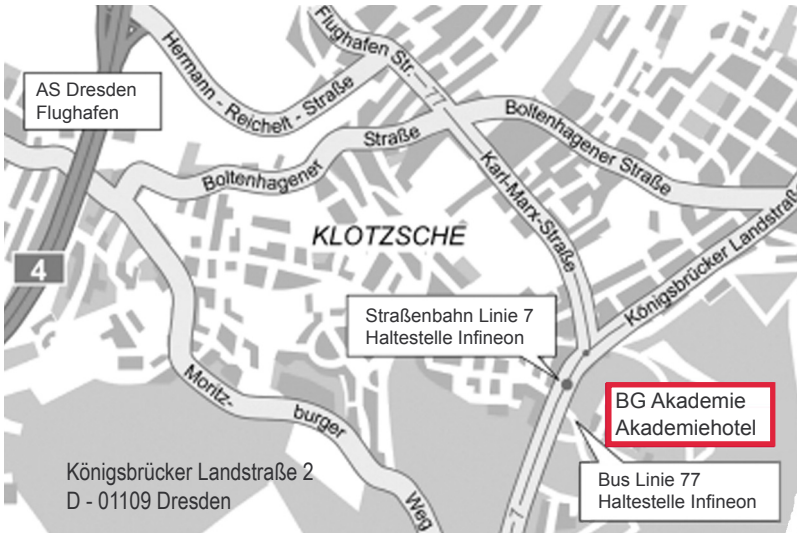 Flughafen Str.
77
Hermann - Reichelt - Straße
AS Dresden
Flughafen
Boltenhagener Straße
Boltenhagener
Straße
Karl-Marx-Straße
KLOTZSCHE
Königsbrücker Landstraße
4
Straßenbahn Linie 7
Haltestelle Infineon
Moritz-
burger
Weg
BG Akademie
Akademiehotel
Königsbrücker Landstraße 2
D - 01109 Dresden
Bus Linie 77
Haltestelle Infineon
7